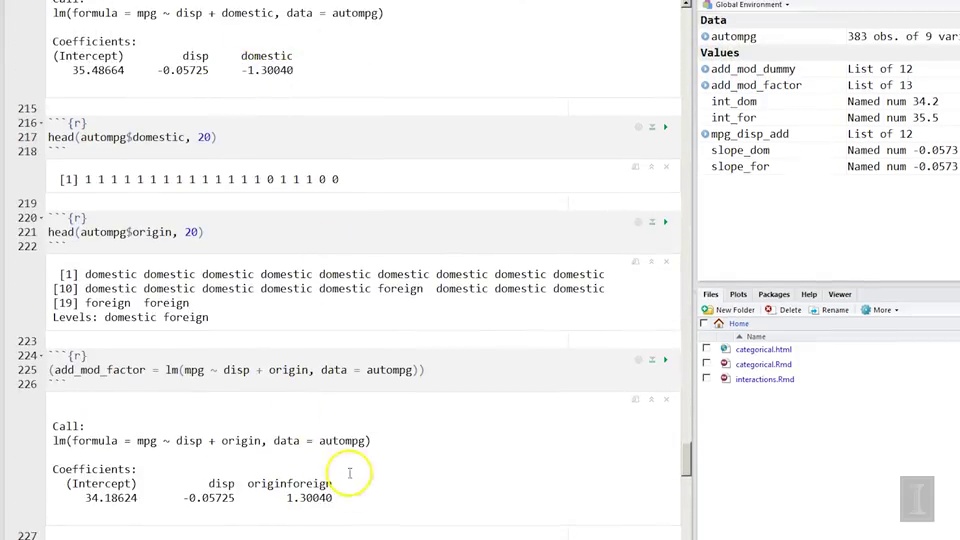 Call:
lm(formula = mpg ~ disp + domestic, data = autompg)
Coefficients:
(Intercept) disp domestic
35.48664 -0.05725 -1.30040
215
216 ```{r}
217 head(autompg$domestic, 20)
218 ```
[1] 1 1 1 1 1 1 1 1 1 1 1 1 1 1 0 1 1 1 0 0
219
220 ```{r}
221 head(autompg$origin, 20)
222 ```
[1] domestic domestic domestic domestic domestic domestic domestic domestic domestic
[10] domestic domestic domestic domestic domestic foreign domestic domestic domestic
[19] foreign foreign
Levels: domestic foreign
223
224 ```{r}
225 (add_mod_factor = lm(mpg ~ disp + origin, data = autompg))
226 ```
Call:
lm(formula = mpg ~ disp + origin, data = autompg)
Coefficients:
(Intercept) disp originforeign
34.18624 -0.05725 1.30040
227
Global Environment
Data
autompg 383 obs. of 9 vari
Values
add_mod_dummy List of 12
add_mod_factor List of 13
int_dom Named num 34.2
int_for Named num 35.5
mpg_disp_add List of 12
slope_dom Named num -0.0573
slope_for Named num -0.0573
Files Plots Packages Help Viewer
New Folder Delete Rename More
Home
Name
categorical.html
categorical.Rmd
interactions.Rmd
I